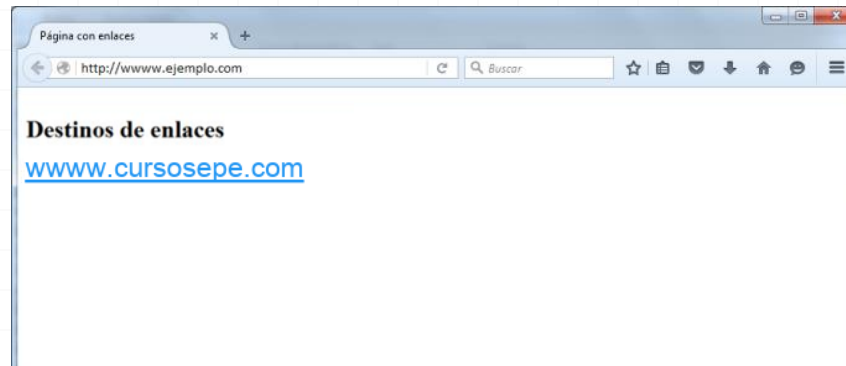 Página con enlaces
http://wwww.ejemplo.com
Buscar
Destinos de enlaces
wwww.cursosepe.com